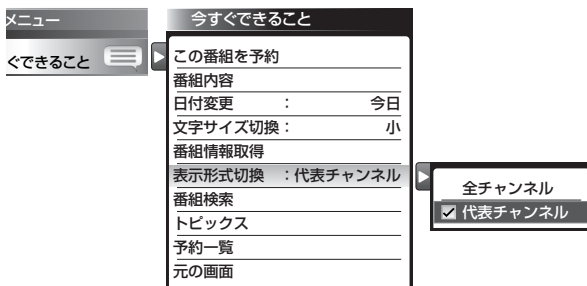 メニュー
ぐできること
今すぐできること
この番組を予約
番組内容
日付変更 : 今日
文字サイズ切換 : 小
番組情報取得
表示形式切換 : 代表チャンネル
番組検索
トピックス
予約一覧
元の画面
全チャンネル
代表チャンネル